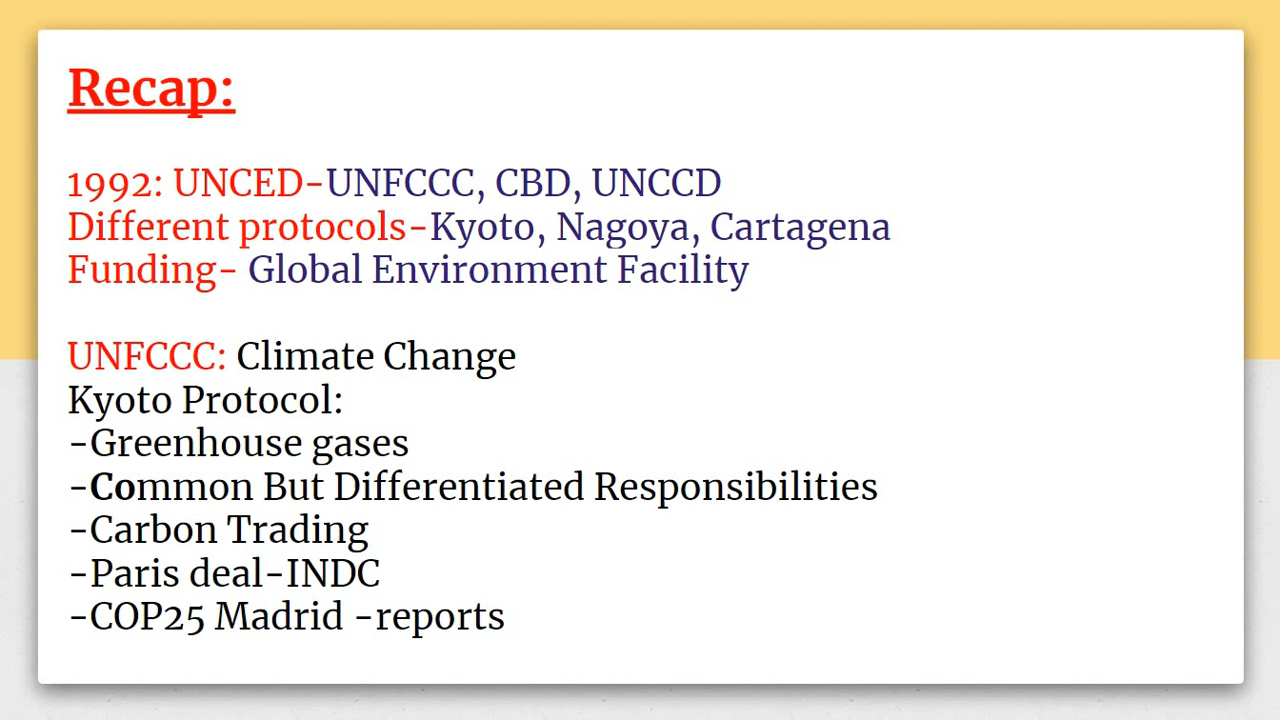 Recap:
1992: UNCED-UNFCCC, CBD, UNCCD
Different protocols-Kyoto, Nagoya, Cartagena
Funding- Global Environment Facility
UNFCCC: Climate Change
Kyoto Protocol:
-Greenhouse gases
-Common But Differentiated Responsibilities
-Carbon Trading
-Paris deal-INDC
-COP25 Madrid -reports